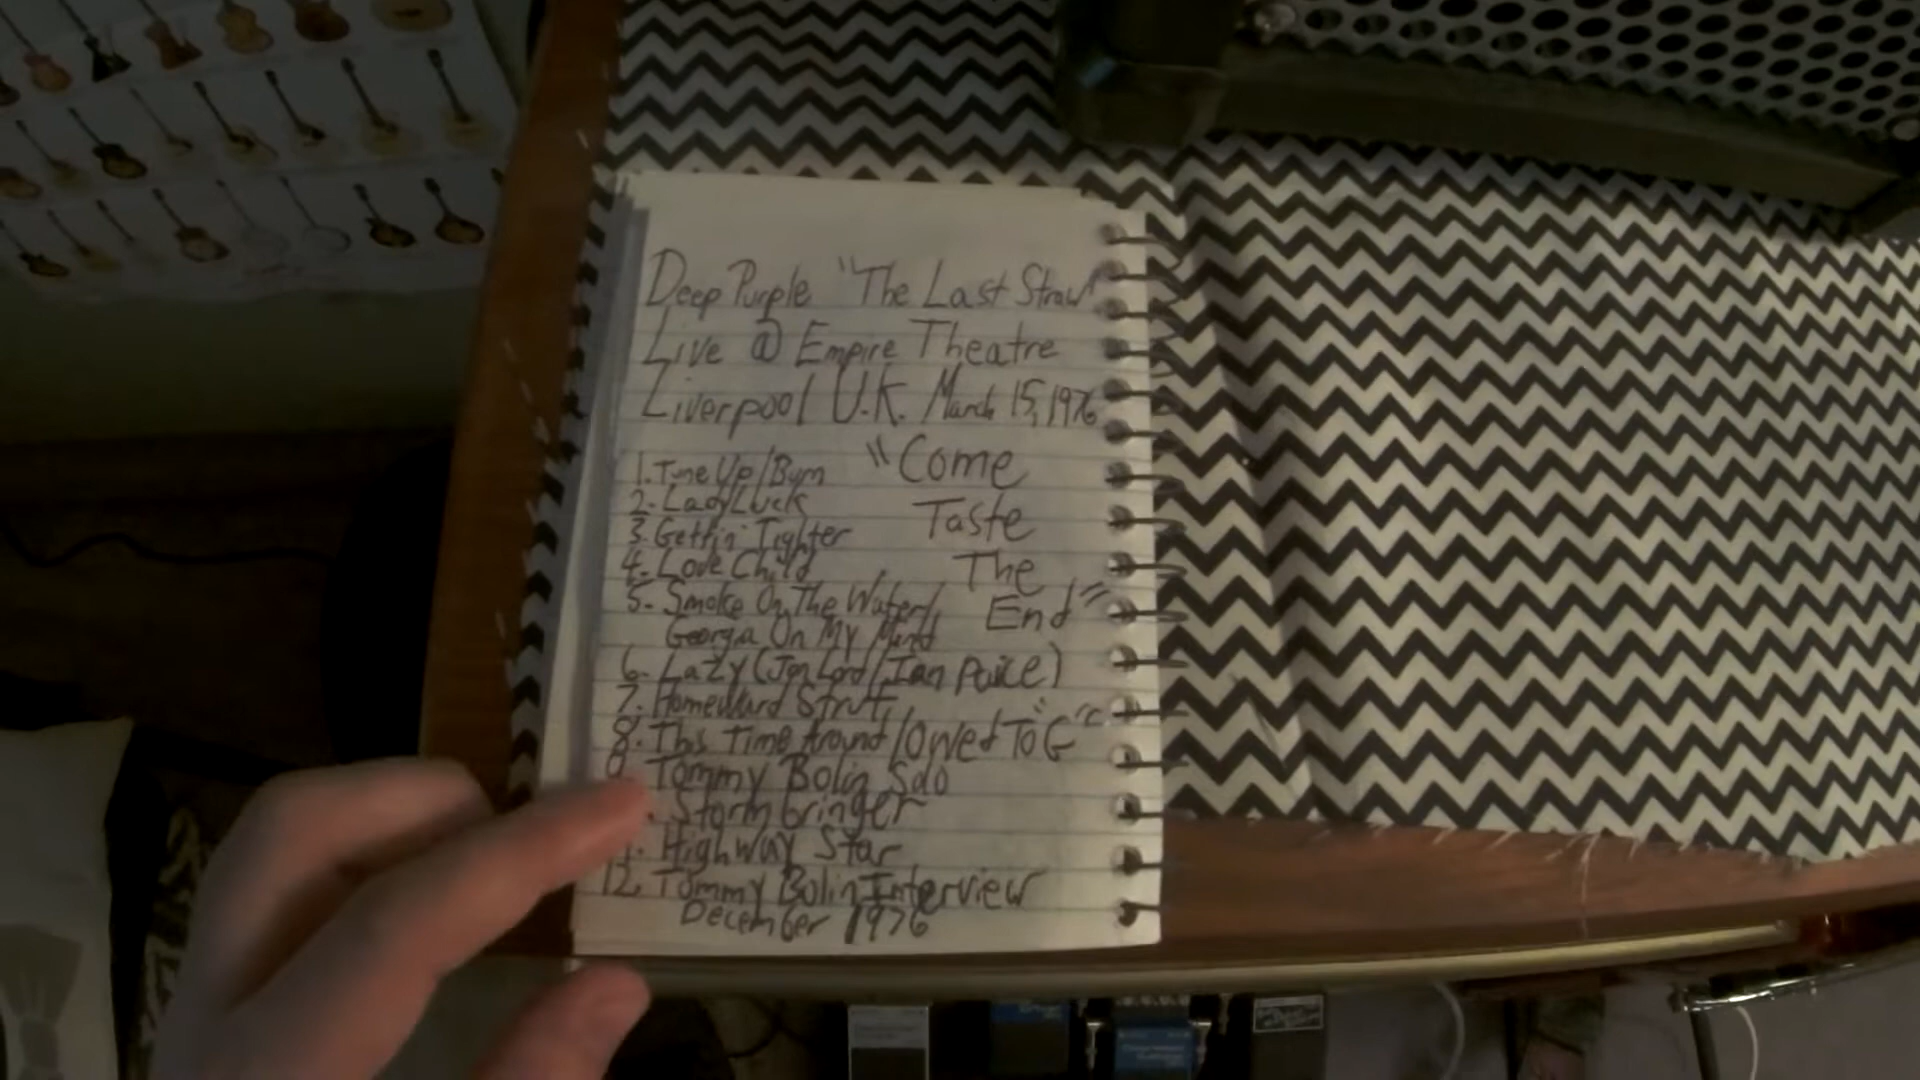 Deep Purple "The Last Straw"
Live @ Empire Theatre
Liverpool U.K. March 15, 1976
1. Tune Up/Burn
2. Lady Luck
3. Gettin' Tighter
4. Love Child
5. Smoke On The Water/
Georgia On My Mind
6. Lazy (Jon Lord/Ian Paice)
7. Homeward Strut
8. This Time Around/Owed To "G"
9. Tommy Bolin Solo
Stormbringer
11. Highway Star
12. Tommy Bolin Interview
December 1976
"Come
Taste
The
End"